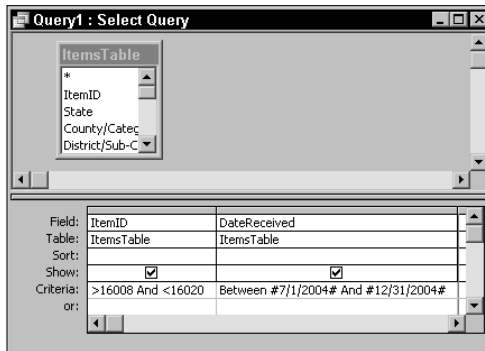 Query1 : Select Query
ItemsTable
*
ItemID
State
County/Categ
District/Sub-C
Field: ItemID DateReceived
Table: ItemsTable ItemsTable
Sort:
Show:
Criteria: >16008 And <16020 Between #7/1/2004# And #12/31/2004#
or: